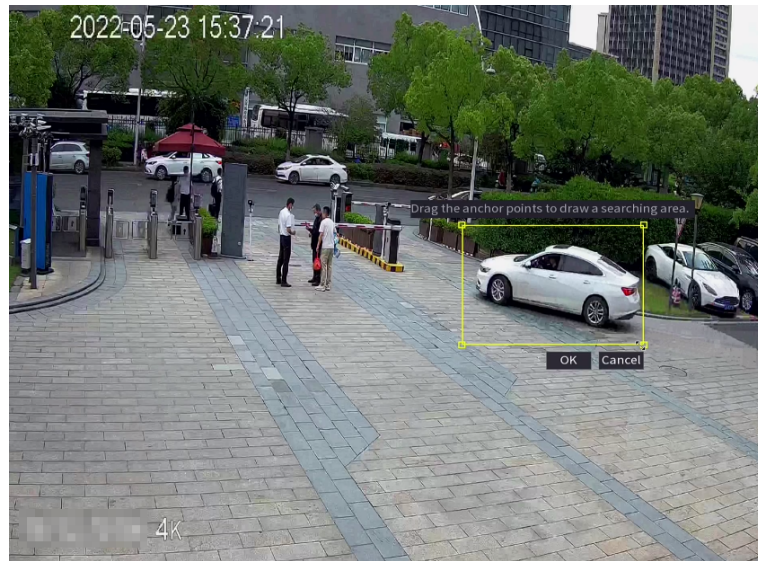 2022-05-23 15:37:21
Drag the anchor points to draw a searching area.
OK Cancel
4K